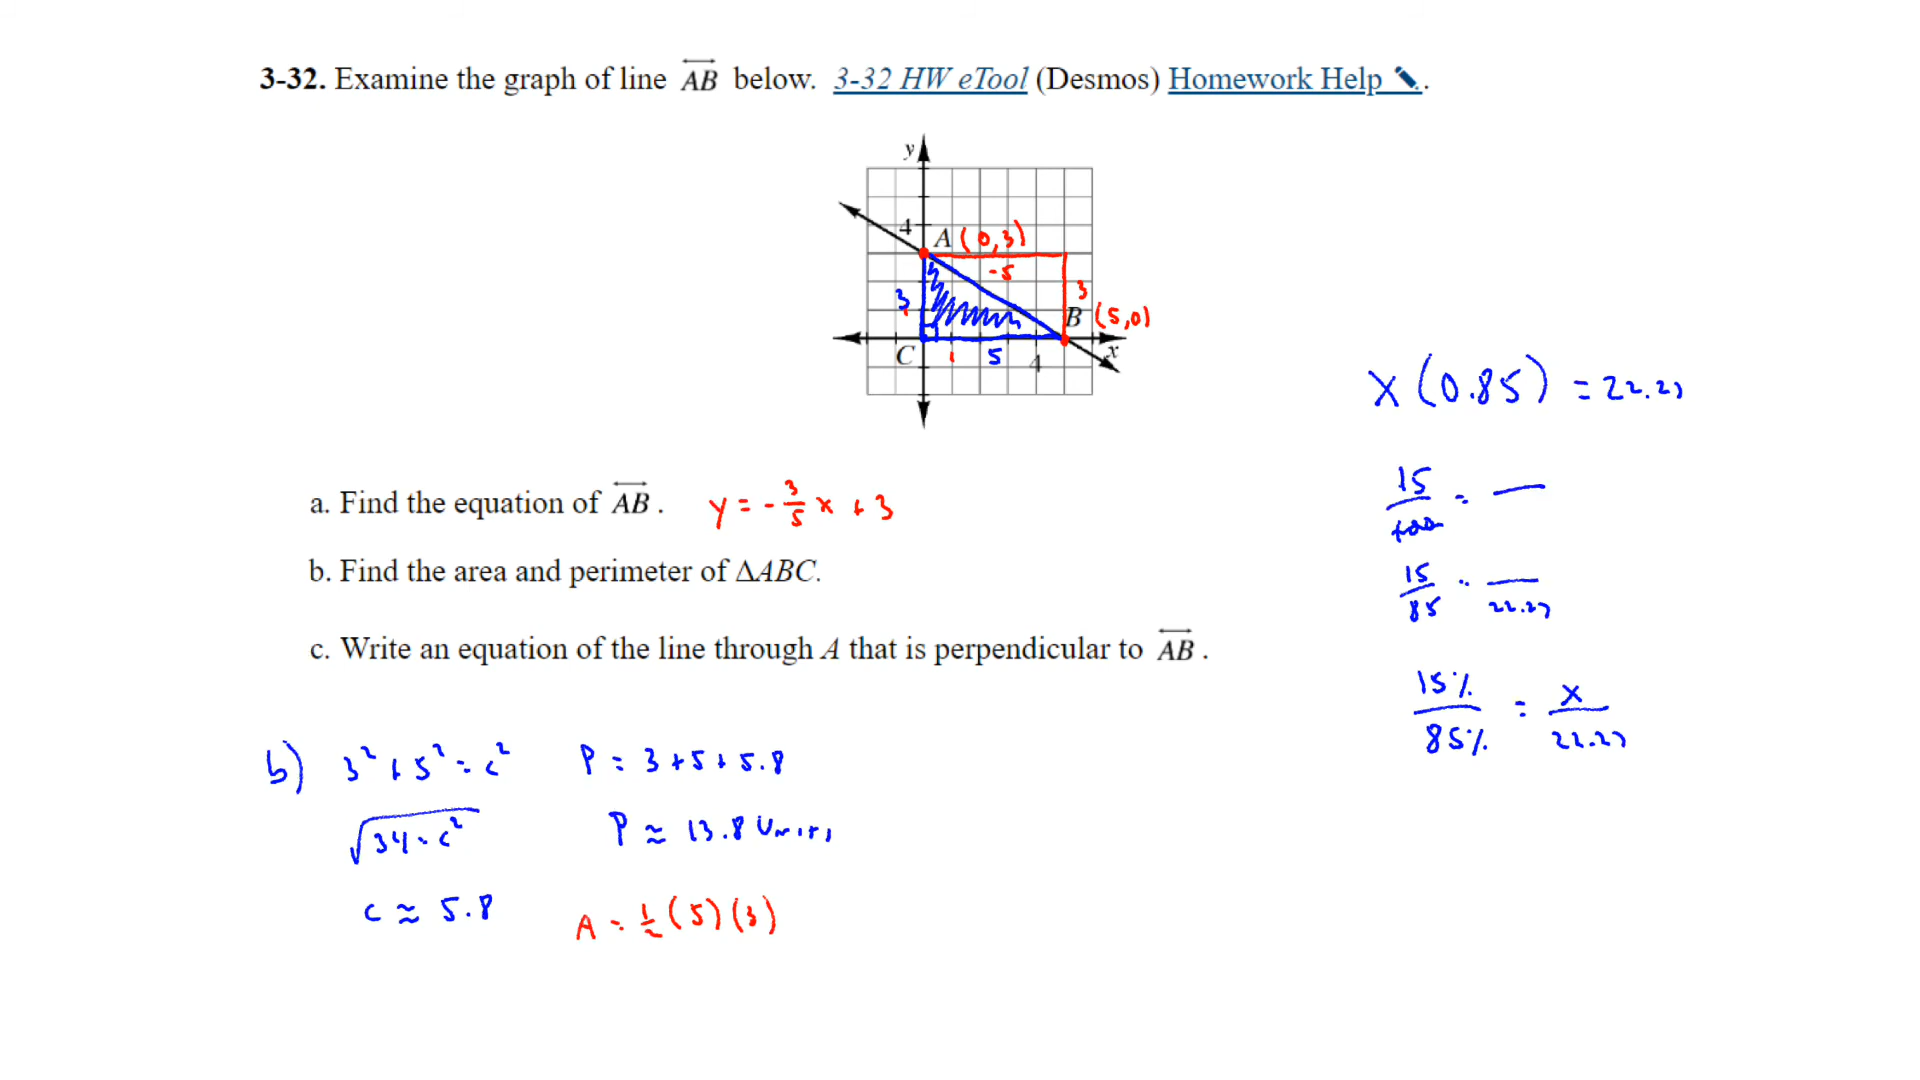 3-32. Examine the graph of line AB below. 3-32 HW eTool (Desmos) Homework Help ✎.
y
4
A (0,3)
-5
3
3
B (5,0)
C
5
4
x
x(0.85) = 22.27
15/100 = —
a. Find the equation of AB. y = -3/5 x + 3
15/85 = —/22.27
b. Find the area and perimeter of ΔABC.
c. Write an equation of the line through A that is perpendicular to AB.
15%/85% = x/22.27
b) 3² + 5² = c² P = 3 + 5 + 5.8
√34 = c² P ≈ 13.8 Units
c ≈ 5.8 A = 1/2 (5)(3)